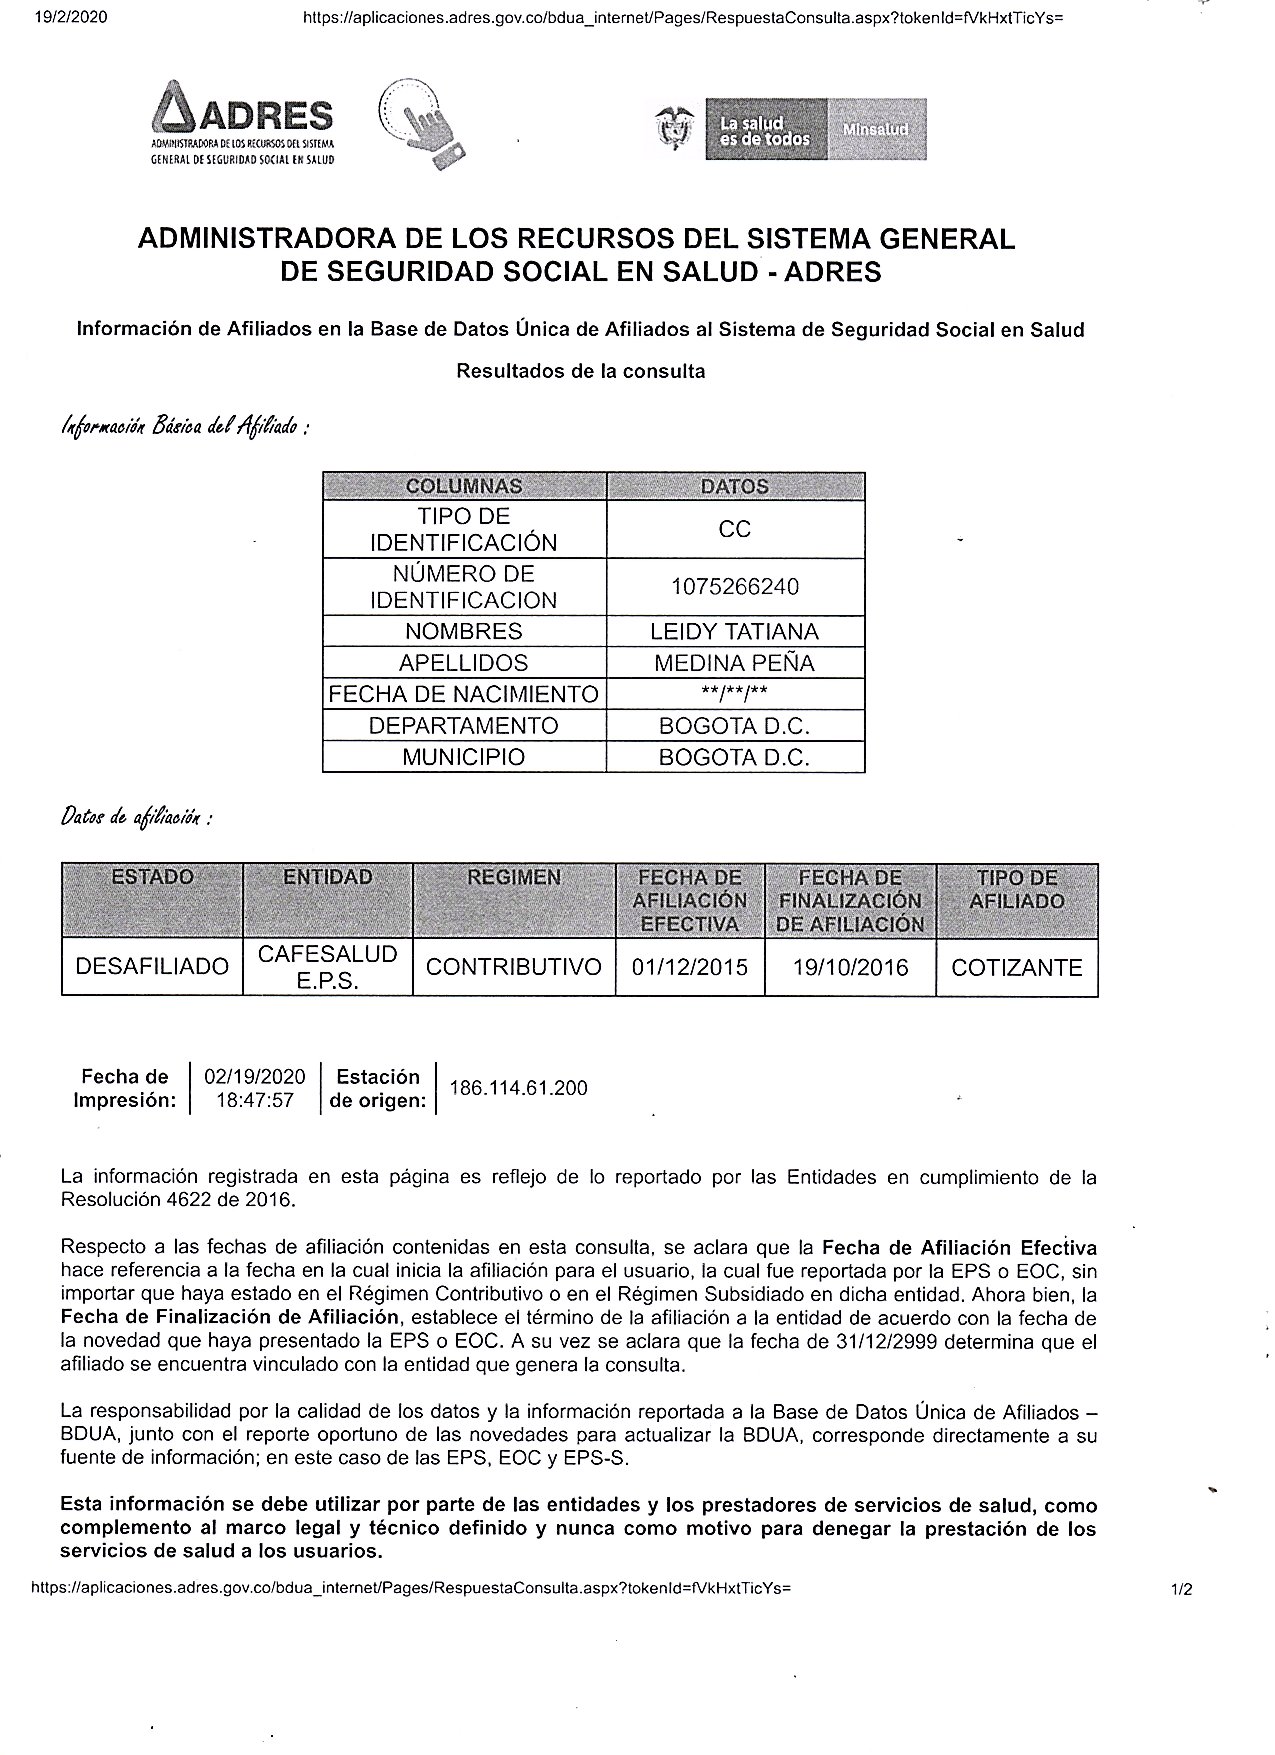 19/2/2020 https://aplicaciones.adres.gov.co/bdua_internet/Pages/RespuestaConsulta.aspx?tokenId=fVkHxtTicYs=
ADRES
ADMINISTRADORA DE LOS RECURSOS DEL SISTEMA
GENERAL DE SEGURIDAD SOCIAL EN SALUD
La salud
es de todos
Minsalud
ADMINISTRADORA DE LOS RECURSOS DEL SISTEMA GENERAL
DE SEGURIDAD SOCIAL EN SALUD - ADRES
Información de Afiliados en la Base de Datos Única de Afiliados al Sistema de Seguridad Social en Salud
Resultados de la consulta
Información Básica del Afiliado :
COLUMNAS DATOS
TIPO DE
IDENTIFICACIÓN CC
NÚMERO DE
IDENTIFICACION 1075266240
NOMBRES LEIDY TATIANA
APELLIDOS MEDINA PEÑA
FECHA DE NACIMIENTO **/**/**
DEPARTAMENTO BOGOTA D.C.
MUNICIPIO BOGOTA D.C.
Datos de afiliación :
ESTADO ENTIDAD REGIMEN FECHA DE AFILIACIÓN EFECTIVA FECHA DE FINALIZACIÓN DE AFILIACIÓN TIPO DE AFILIADO
DESAFILIADO CAFESALUD E.P.S. CONTRIBUTIVO 01/12/2015 19/10/2016 COTIZANTE
Fecha de Impresión: 02/19/2020 18:47:57 Estación de origen: 186.114.61.200
La información registrada en esta página es reflejo de lo reportado por las Entidades en cumplimiento de la
Resolución 4622 de 2016.
Respecto a las fechas de afiliación contenidas en esta consulta, se aclara que la Fecha de Afiliación Efectiva
hace referencia a la fecha en la cual inicia la afiliación para el usuario, la cual fue reportada por la EPS o EOC, sin
importar que haya estado en el Régimen Contributivo o en el Régimen Subsidiado en dicha entidad. Ahora bien, la
Fecha de Finalización de Afiliación, establece el término de la afiliación a la entidad de acuerdo con la fecha de
la novedad que haya presentado la EPS o EOC. A su vez se aclara que la fecha de 31/12/2999 determina que el
afiliado se encuentra vinculado con la entidad que genera la consulta.
La responsabilidad por la calidad de los datos y la información reportada a la Base de Datos Única de Afiliados –
BDUA, junto con el reporte oportuno de las novedades para actualizar la BDUA, corresponde directamente a su
fuente de información; en este caso de las EPS, EOC y EPS-S.
Esta información se debe utilizar por parte de las entidades y los prestadores de servicios de salud, como
complemento al marco legal y técnico definido y nunca como motivo para denegar la prestación de los
servicios de salud a los usuarios.
https://aplicaciones.adres.gov.co/bdua_internet/Pages/RespuestaConsulta.aspx?tokenId=fVkHxtTicYs= 1/2